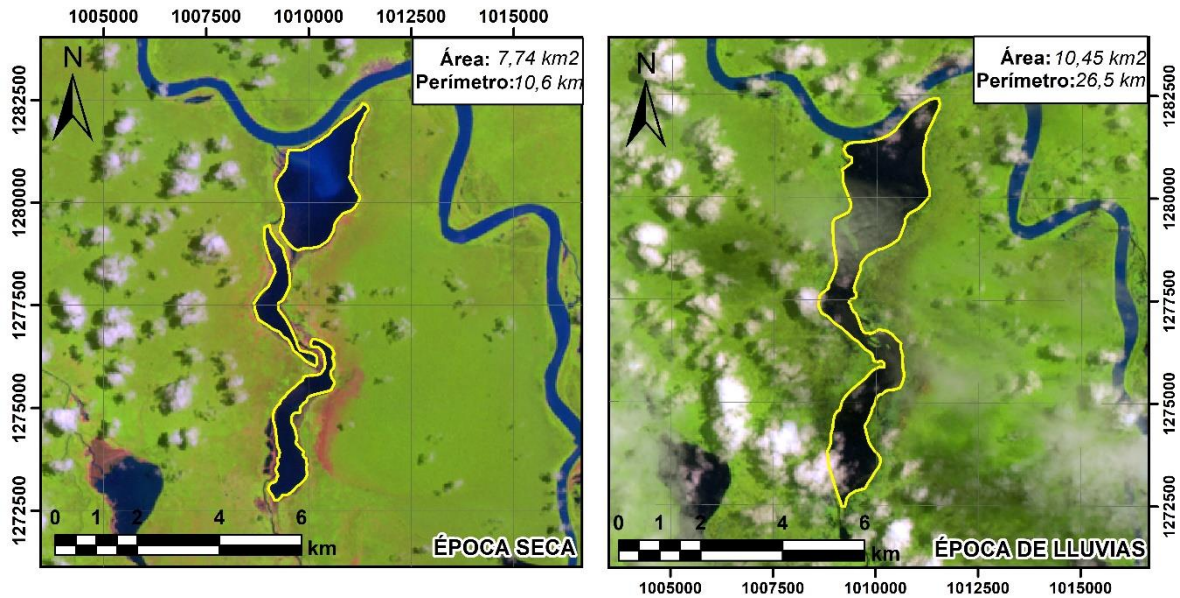 1005000 1007500 1010000 1012500 1015000
N
Área: 7,74 km2
Perímetro:10,6 km
1282500
1280000
1277500
1275000
1272500
0 1 2 4 6
km
ÉPOCA SECA
N
Área: 10,45 km2
Perímetro:26,5 km
1282500
1280000
1277500
1275000
1272500
0 1 2 4 6
km
ÉPOCA DE LLUVIAS
1005000 1007500 1010000 1012500 1015000